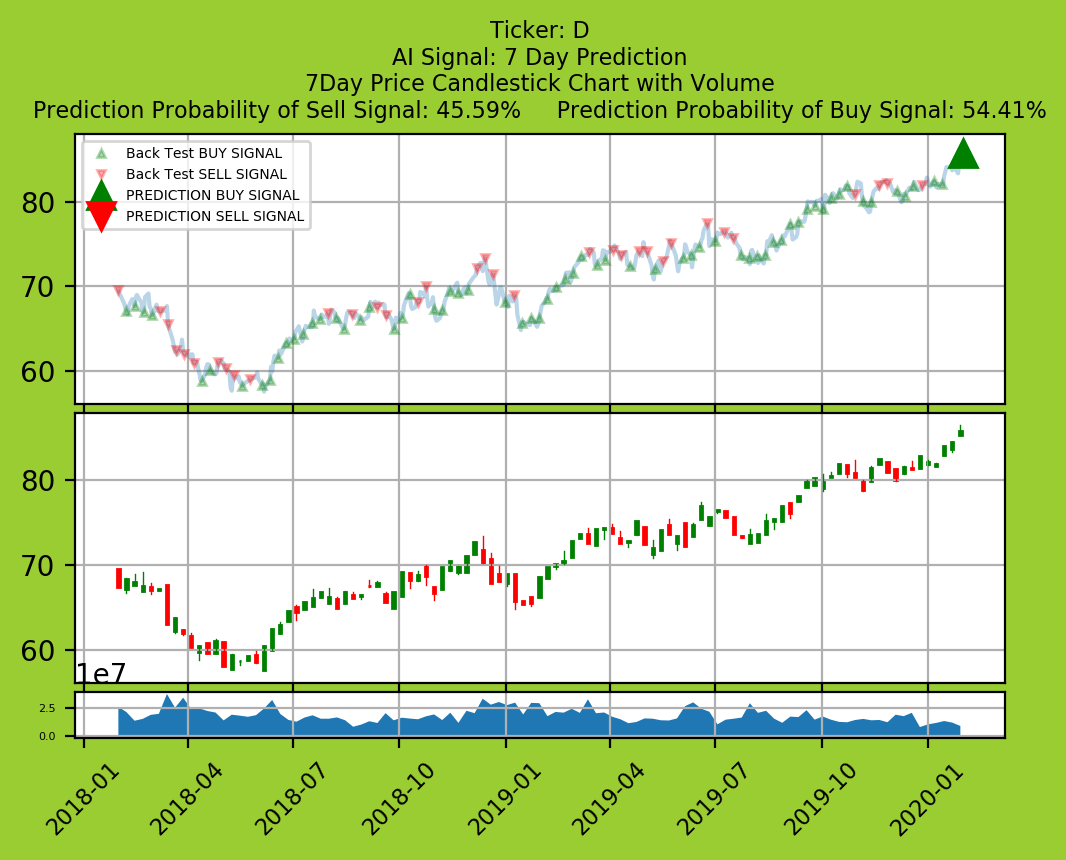 Ticker: D
AI Signal: 7 Day Prediction
7Day Price Candlestick Chart with Volume
Prediction Probability of Sell Signal: 45.59%     Prediction Probability of Buy Signal: 54.41%
Back Test BUY SIGNAL
Back Test SELL SIGNAL
PREDICTION BUY SIGNAL
PREDICTION SELL SIGNAL
80
70
60
80
70
60
1e7
2.5
0.0
2018-01
2018-04
2018-07
2018-10
2019-01
2019-04
2019-07
2019-10
2020-01